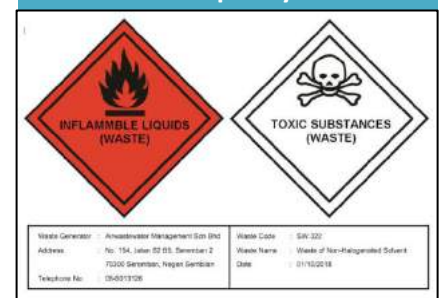 INFLAMMBLE LIQUIDS
(WASTE)
TOXIC SUBSTANCES
(WASTE)
Waste Generator : Anwastewater Management Sdn Bhd
Address : No. 154, Jalan S2 B9, Seremban 2
70300 Seremban, Negeri Sembilan
Telephone No. : 06-6013126
Waste Code : SW 322
Waste Name : Waste of Non-Halogenated Solvent
Date : 01/10/2018